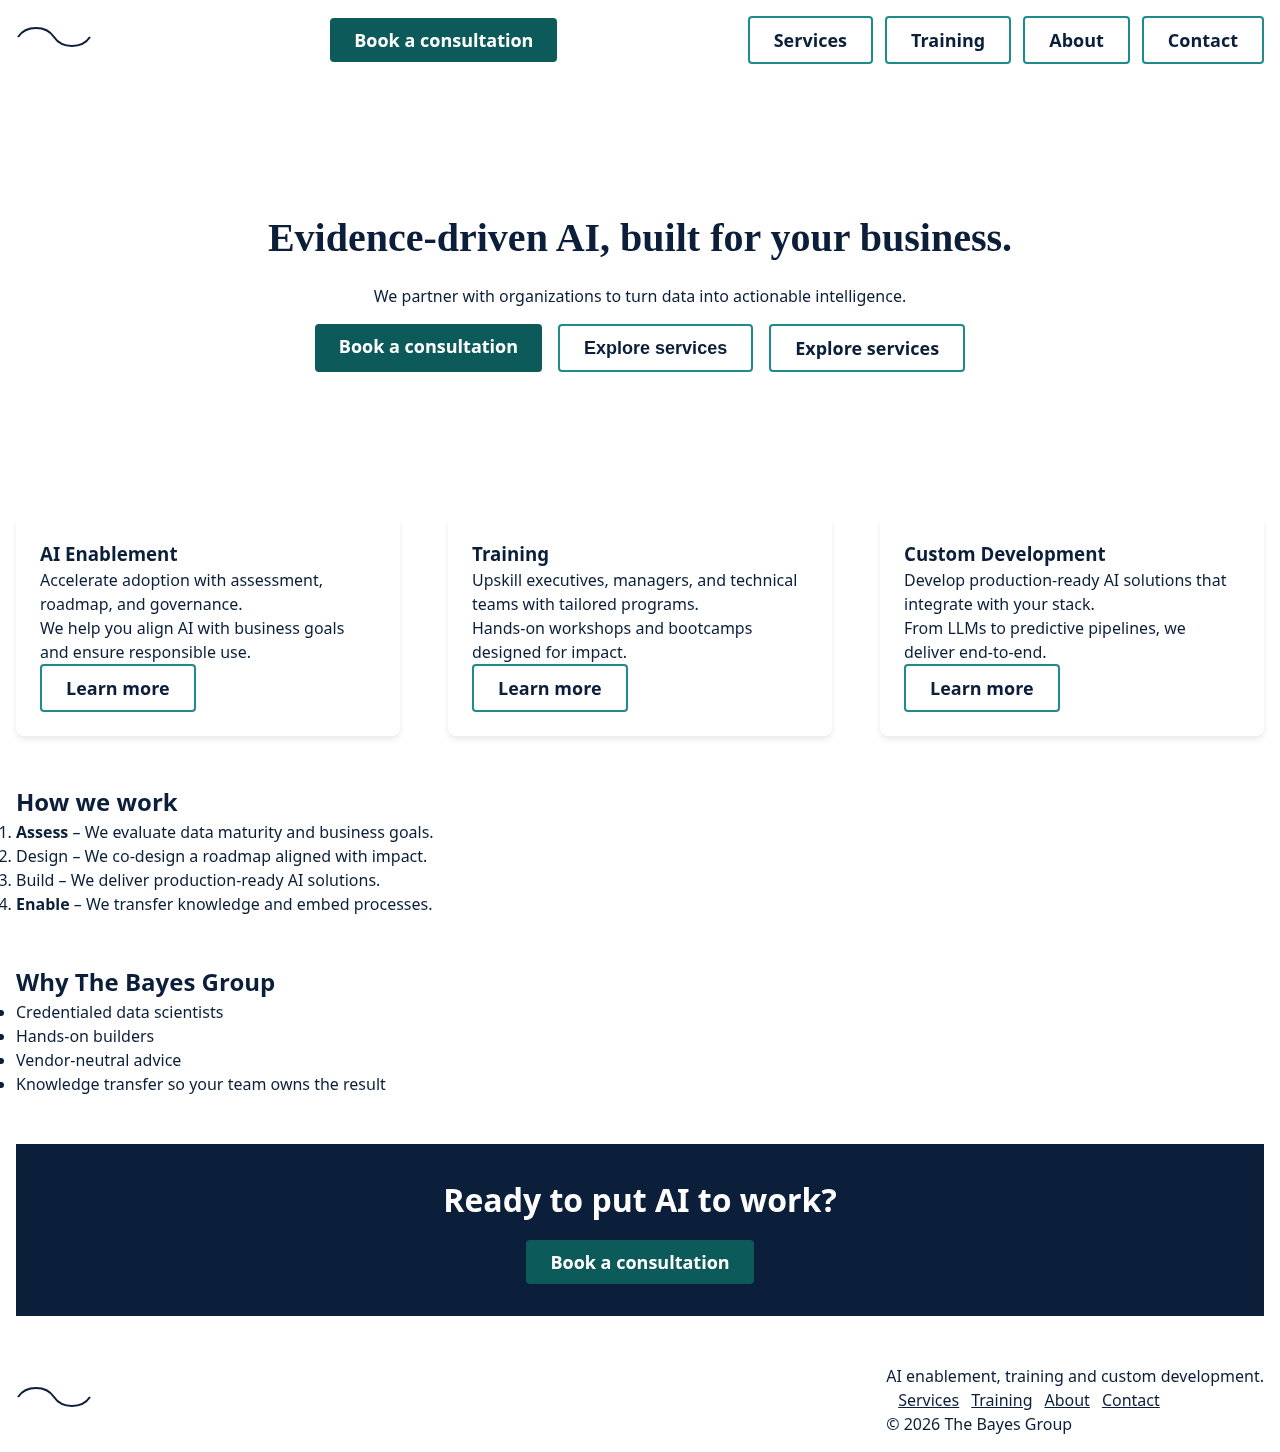 Book a consultation
Services
Training
About
Contact
Evidence-driven AI, built for your business.
We partner with organizations to turn data into actionable intelligence.
Book a consultation
Explore services
Explore services
AI Enablement
Accelerate adoption with assessment,
roadmap, and governance.
We help you align AI with business goals
and ensure responsible use.
Learn more
Training
Upskill executives, managers, and technical
teams with tailored programs.
Hands-on workshops and bootcamps
designed for impact.
Learn more
Custom Development
Develop production-ready AI solutions that
integrate with your stack.
From LLMs to predictive pipelines, we
deliver end-to-end.
Learn more
How we work
1. Assess – We evaluate data maturity and business goals.
2. Design – We co-design a roadmap aligned with impact.
3. Build – We deliver production-ready AI solutions.
4. Enable – We transfer knowledge and embed processes.
Why The Bayes Group
• Credentialed data scientists
• Hands-on builders
• Vendor-neutral advice
• Knowledge transfer so your team owns the result
Ready to put AI to work?
Book a consultation
AI enablement, training and custom development.
Services Training About Contact
© 2026 The Bayes Group